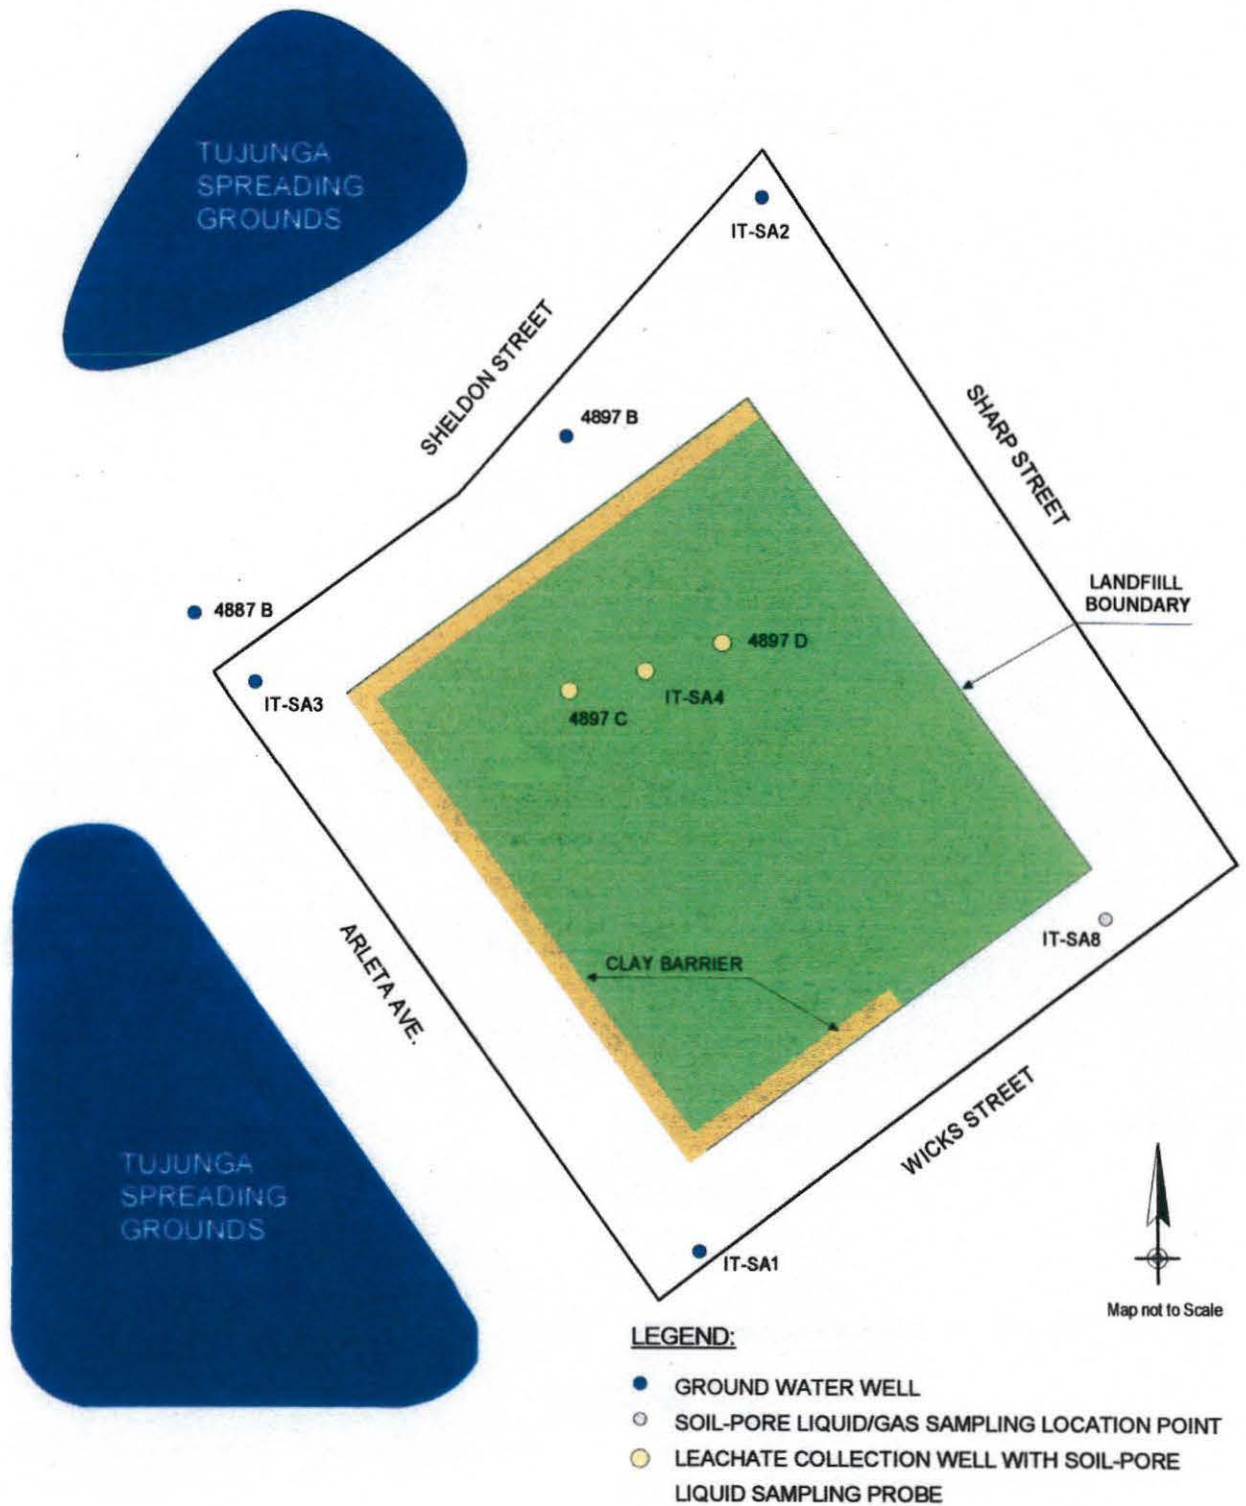 TUJUNGA
SPREADING
GROUNDS
IT-SA2
SHELDON STREET
4897 B
SHARP STREET
LANDFIILL
BOUNDARY
4887 B
4897 D
IT-SA3
IT-SA4
4897 C
IT-SA8
ARLETA AVE.
CLAY BARRIER
WICKS STREET
TUJUNGA
SPREADING
GROUNDS
IT-SA1
Map not to Scale
LEGEND:
GROUND WATER WELL
SOIL-PORE LIQUID/GAS SAMPLING LOCATION POINT
LEACHATE COLLECTION WELL WITH SOIL-PORE
LIQUID SAMPLING PROBE